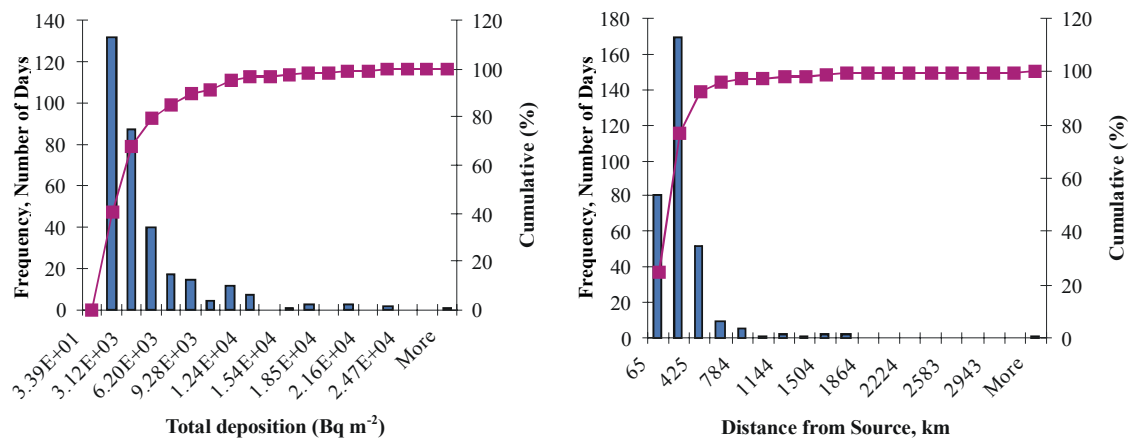 140
120
100
80
60
40
20
0
Frequency, Number of Days
120
100
80
60
40
20
0
Cumulative (%)
3.39E+01
3.12E+03
6.20E+03
9.28E+03
1.24E+04
1.54E+04
1.85E+04
2.16E+04
2.47E+04
More
Total deposition (Bq m⁻²)
180
160
140
120
100
80
60
40
20
0
Frequency, Number of Days
120
100
80
60
40
20
0
Cumulative (%)
65
425
784
1144
1504
1864
2224
2583
2943
More
Distance from Source, km